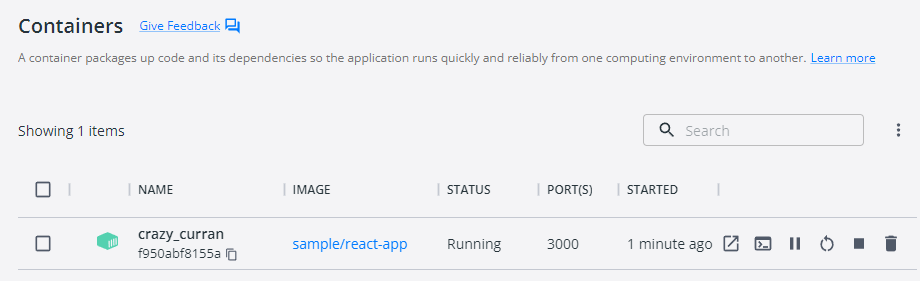 Containers Give Feedback
A container packages up code and its dependencies so the application runs quickly and reliably from one computing environment to another. Learn more
Showing 1 items
Search
NAME IMAGE STATUS PORT(S) STARTED
crazy_curran
f950abf8155a
sample/react-app Running 3000 1 minute ago